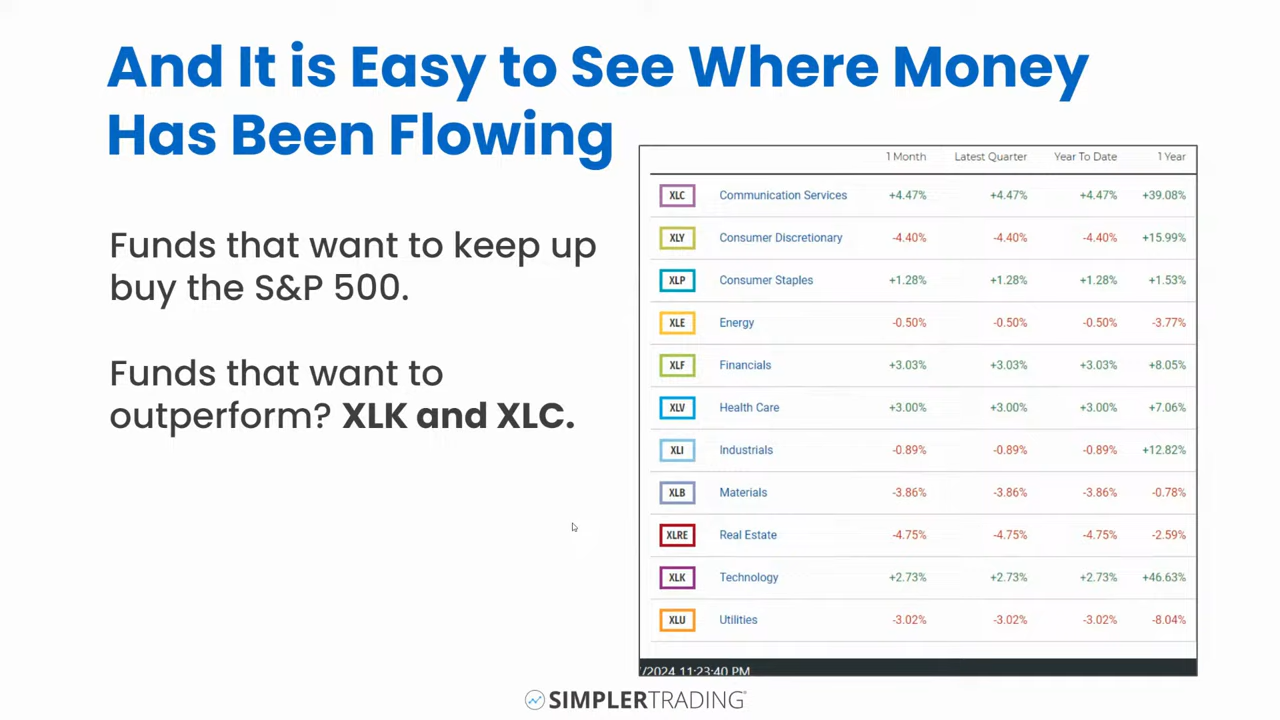 And It is Easy to See Where Money
Has Been Flowing
Funds that want to keep up
buy the S&P 500.
Funds that want to
outperform? XLK and XLC.
1 Month Latest Quarter Year To Date 1 Year
XLC Communication Services +4.47% +4.47% +4.47% +39.08%
XLY Consumer Discretionary -4.40% -4.40% -4.40% +15.99%
XLP Consumer Staples +1.28% +1.28% +1.28% +1.53%
XLE Energy -0.50% -0.50% -0.50% -3.77%
XLF Financials +3.03% +3.03% +3.03% +8.05%
XLV Health Care +3.00% +3.00% +3.00% +7.06%
XLI Industrials -0.89% -0.89% -0.89% +12.82%
XLB Materials -3.86% -3.86% -3.86% -0.78%
XLRE Real Estate -4.75% -4.75% -4.75% -2.59%
XLK Technology +2.73% +2.73% +2.73% +46.63%
XLU Utilities -3.02% -3.02% -3.02% -8.04%
/2024 11:23:40 PM
SIMPLERTRADING